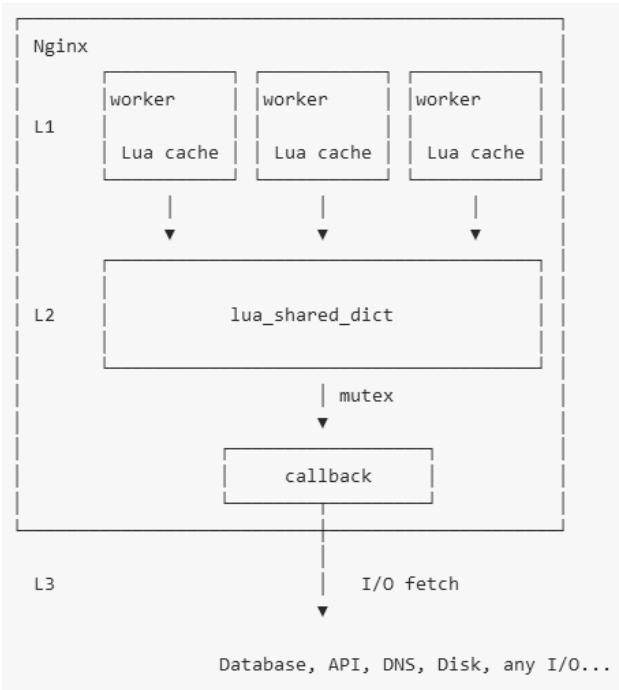 Nginx
worker worker worker
L1
Lua cache Lua cache Lua cache
L2 lua_shared_dict
mutex
callback
L3 I/O fetch
Database, API, DNS, Disk, any I/O...